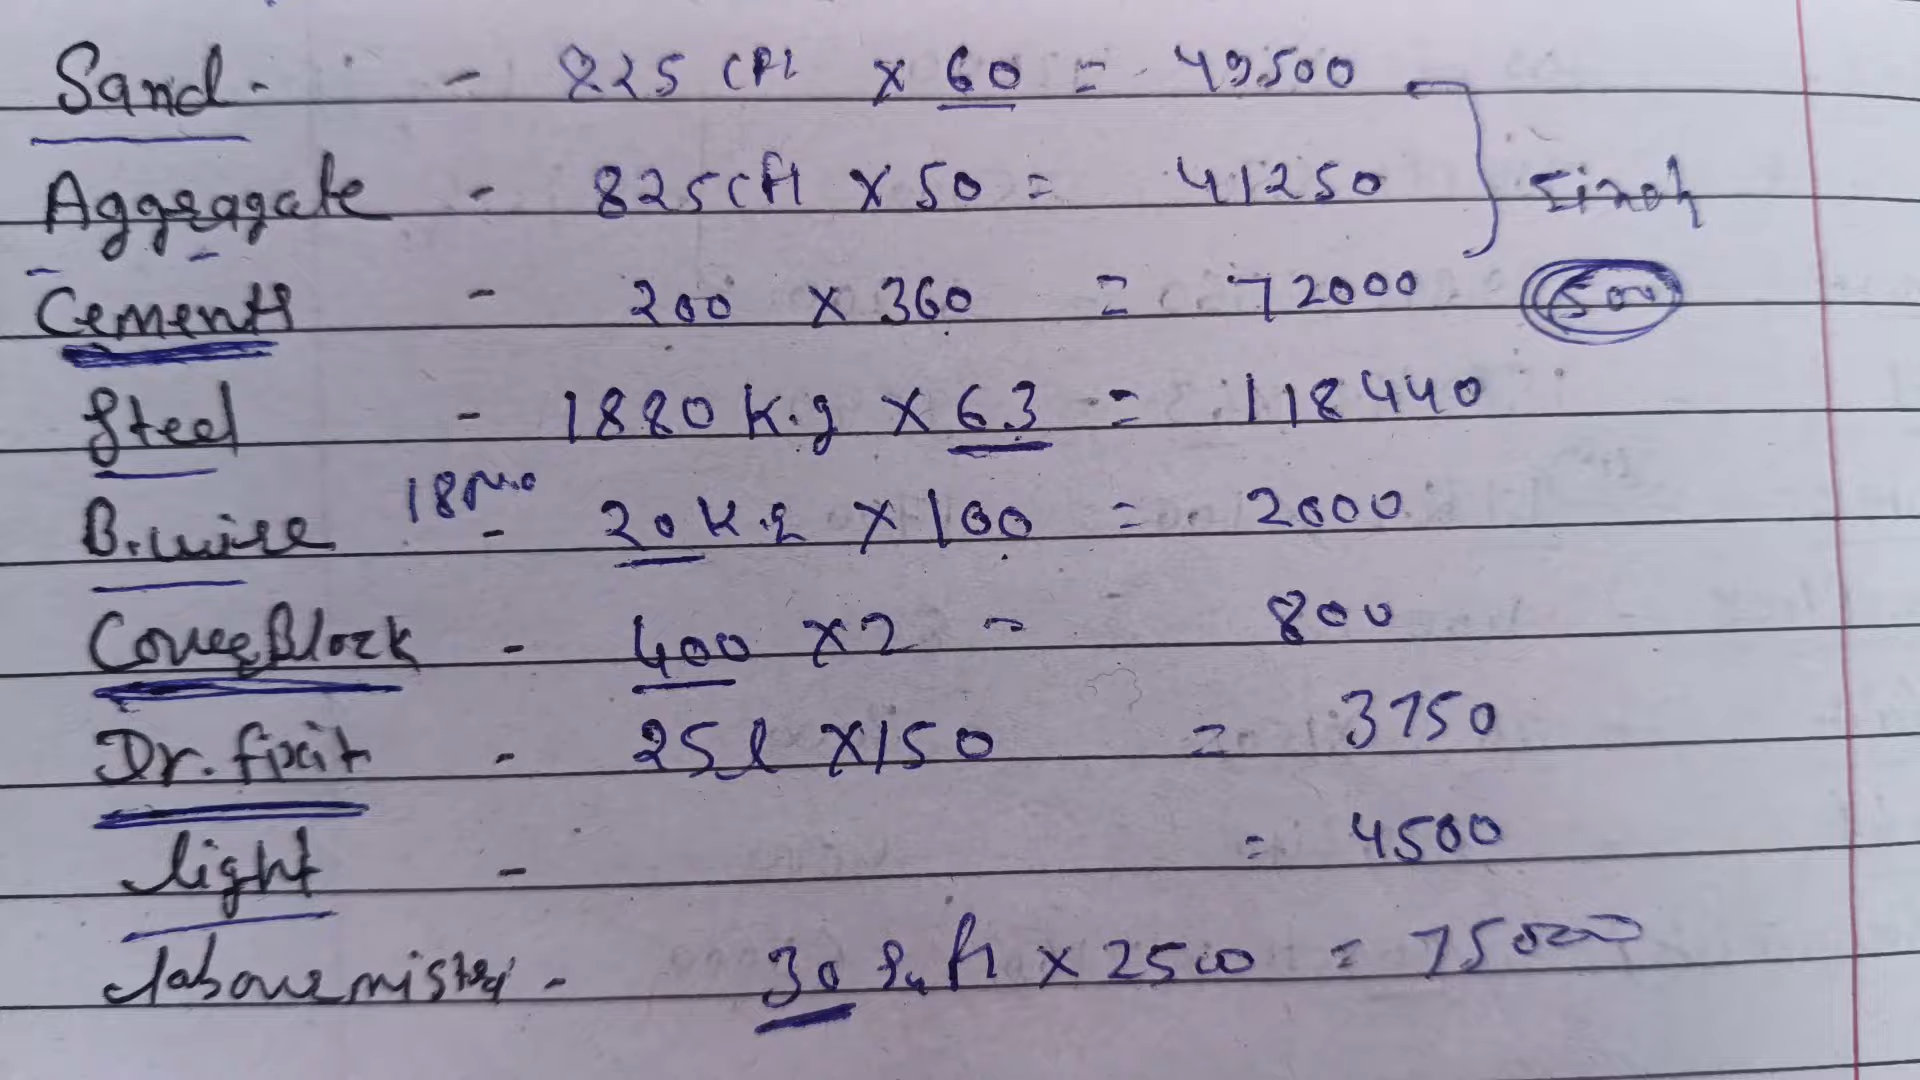 Sand. - 825 cft x 60 = 49500
Aggragate - 825 cft x 50 = 41250
5 inch
Cements - 200 x 360 = 72000 500
Steel - 1880 K.g x 63 = 118440
B.wire 18 no - 20 K.g x 100 = 2000
Cover Block - 400 x 2 = 800
Dr. fixit - 25 l x 150 = 3750
light - = 4500
labour mistri - 30 Sq ft x 2500 = 75000